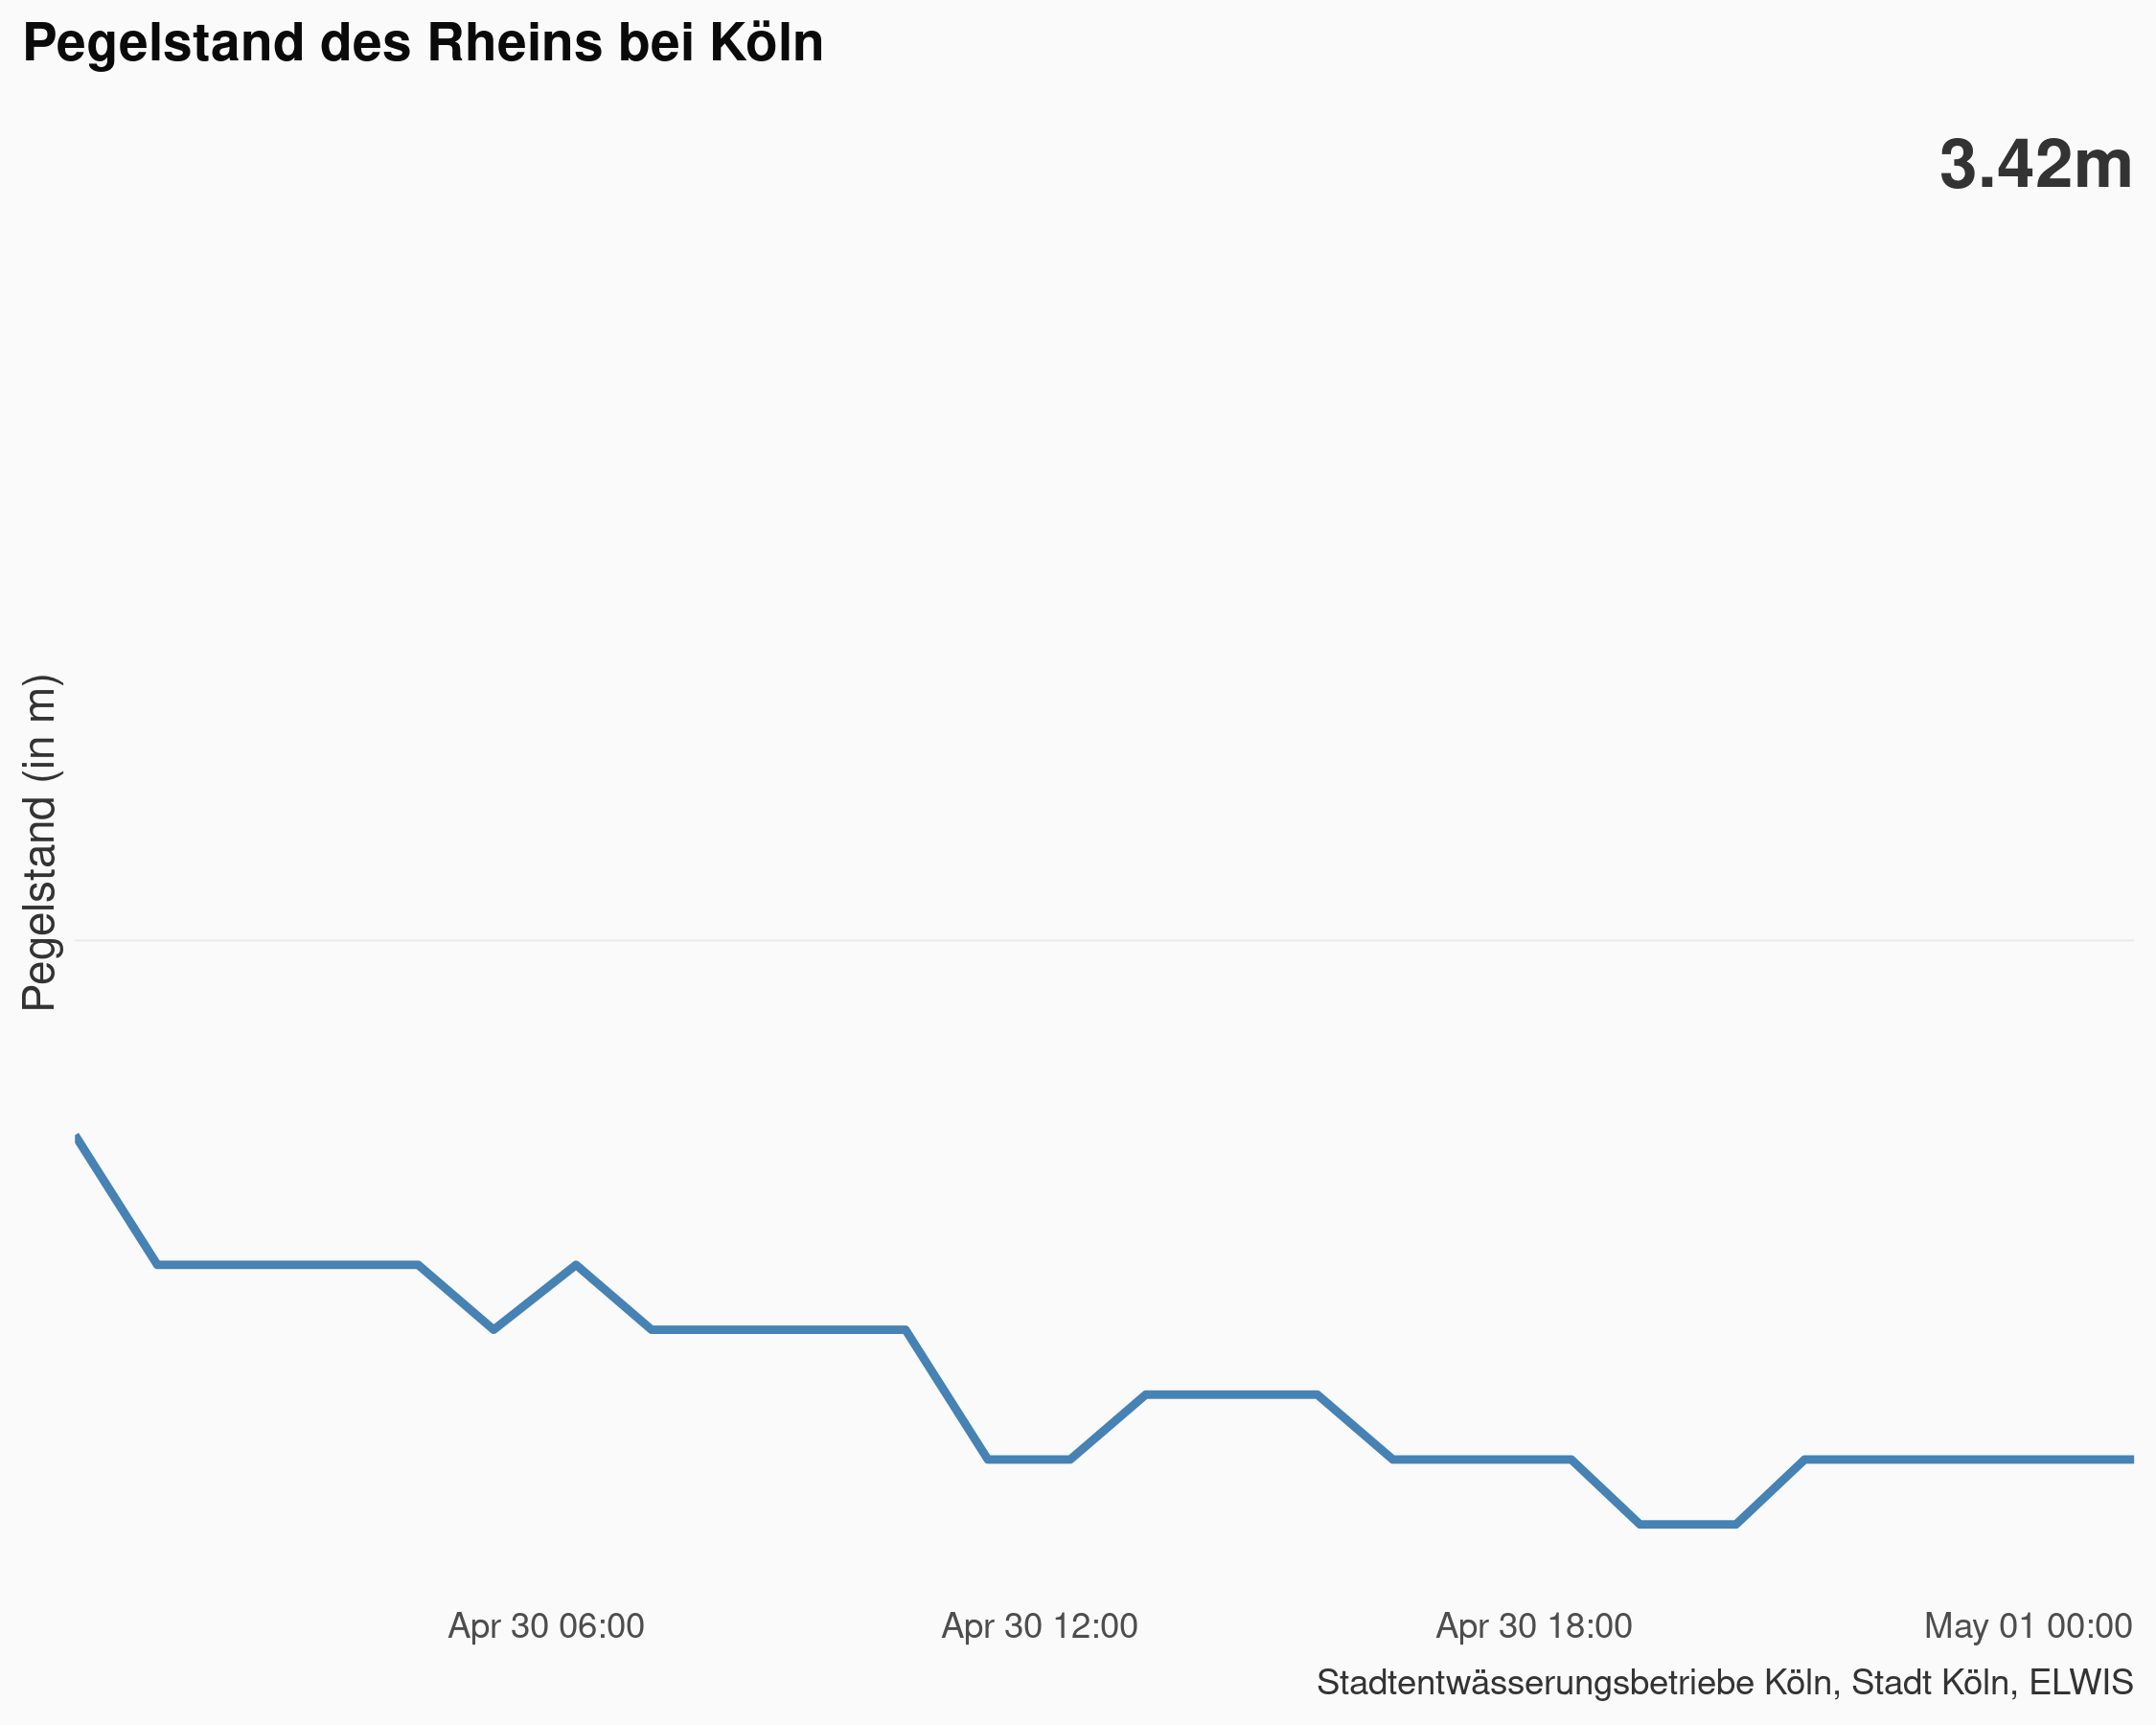 Pegelstand des Rheins bei Köln
3.42m
Pegelstand (in m)
Apr 30 06:00 Apr 30 12:00 Apr 30 18:00 May 01 00:00
Stadtentwässerungsbetriebe Köln, Stadt Köln, ELWIS